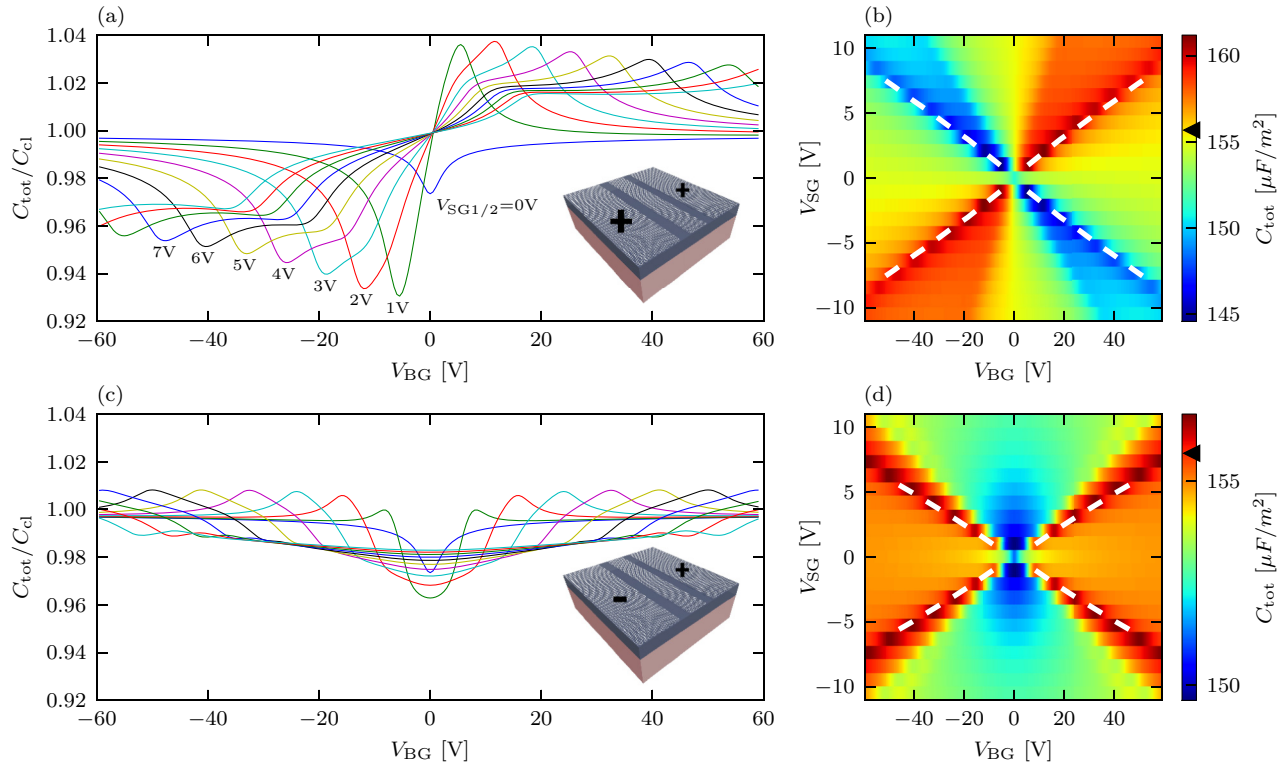 (a)
1.04
1.02
1.00
0.98
0.96
0.94
0.92
C_tot/C_cl
V_SG1/2=0V
7V
6V
5V
4V
3V
2V
1V
+
+
−60
−40
−20
0
20
40
60
V_BG [V]
(b)
10
5
0
−5
−10
V_SG [V]
−40
−20
0
20
40
V_BG [V]
160
155
150
145
C_tot [μF/m²]
(c)
1.04
1.02
1.00
0.98
0.96
0.94
0.92
C_tot/C_cl
-
+
−60
−40
−20
0
20
40
60
V_BG [V]
(d)
10
5
0
−5
−10
V_SG [V]
−40
−20
0
20
40
V_BG [V]
155
150
C_tot [μF/m²]